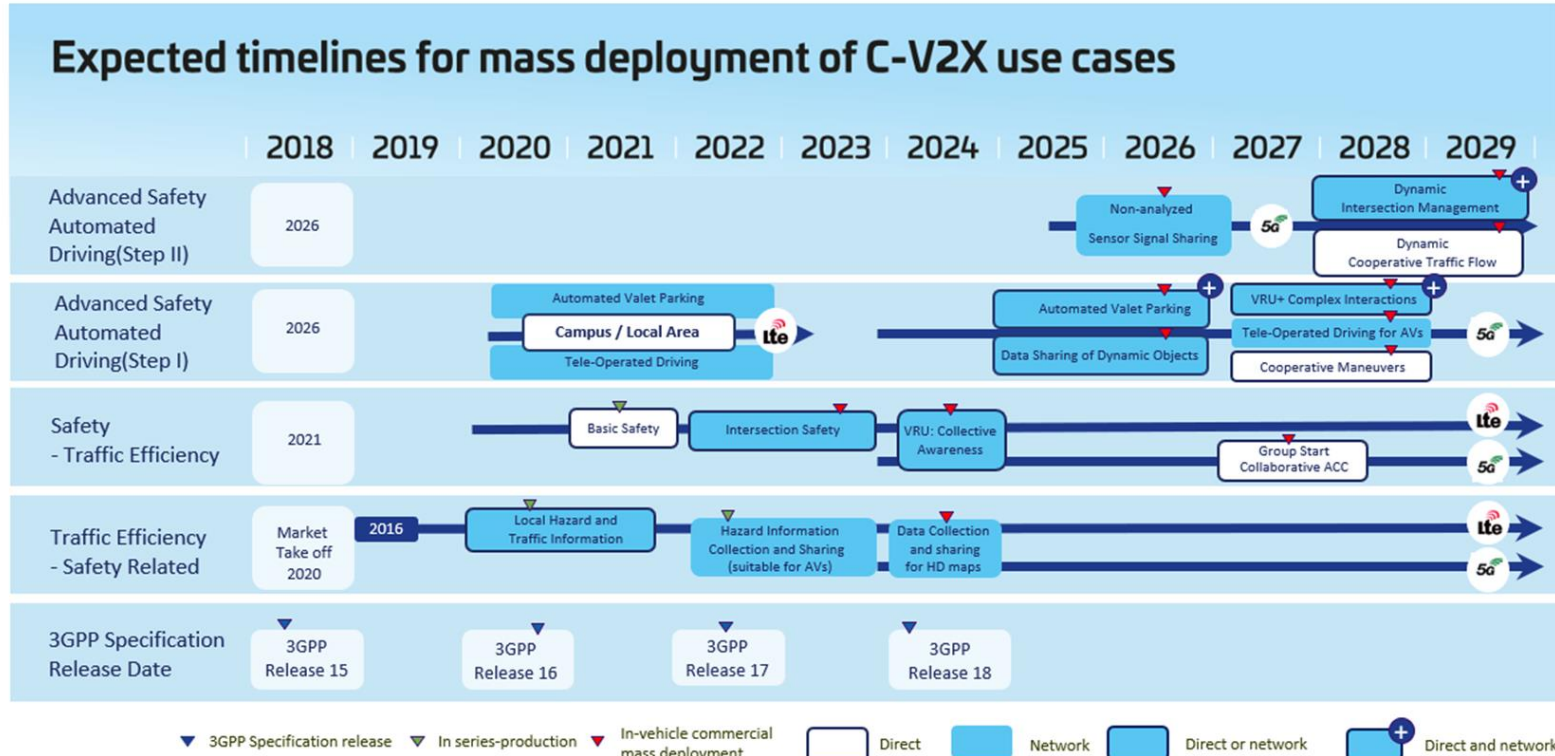 Expected timelines for mass deployment of C-V2X use cases
2018 2019 2020 2021 2022 2023 2024 2025 2026 2027 2028 2029
Advanced Safety
Automated
Driving(Step II)
2026
Non-analyzed
Sensor Signal Sharing
5G
Dynamic
Intersection Management
+
Dynamic
Cooperative Traffic Flow
Advanced Safety
Automated
Driving(Step I)
2026
Automated Valet Parking
Campus / Local Area
Tele-Operated Driving
Lte
Automated Valet Parking
+
Data Sharing of Dynamic Objects
VRU+ Complex Interactions
+
Tele-Operated Driving for AVs
Cooperative Maneuvers
5G
Safety
- Traffic Efficiency
2021
Basic Safety
Intersection Safety
VRU: Collective
Awareness
Group Start
Collaborative ACC
Lte
5G
Traffic Efficiency
- Safety Related
Market
Take off
2020
2016
Local Hazard and
Traffic Information
Hazard Information
Collection and Sharing
(suitable for AVs)
Data Collection
and sharing
for HD maps
Lte
5G
3GPP Specification
Release Date
3GPP
Release 15
3GPP
Release 16
3GPP
Release 17
3GPP
Release 18
3GPP Specification release
In series-production
In-vehicle commercial
mass deployment
Direct
Network
Direct or network
+
Direct and network